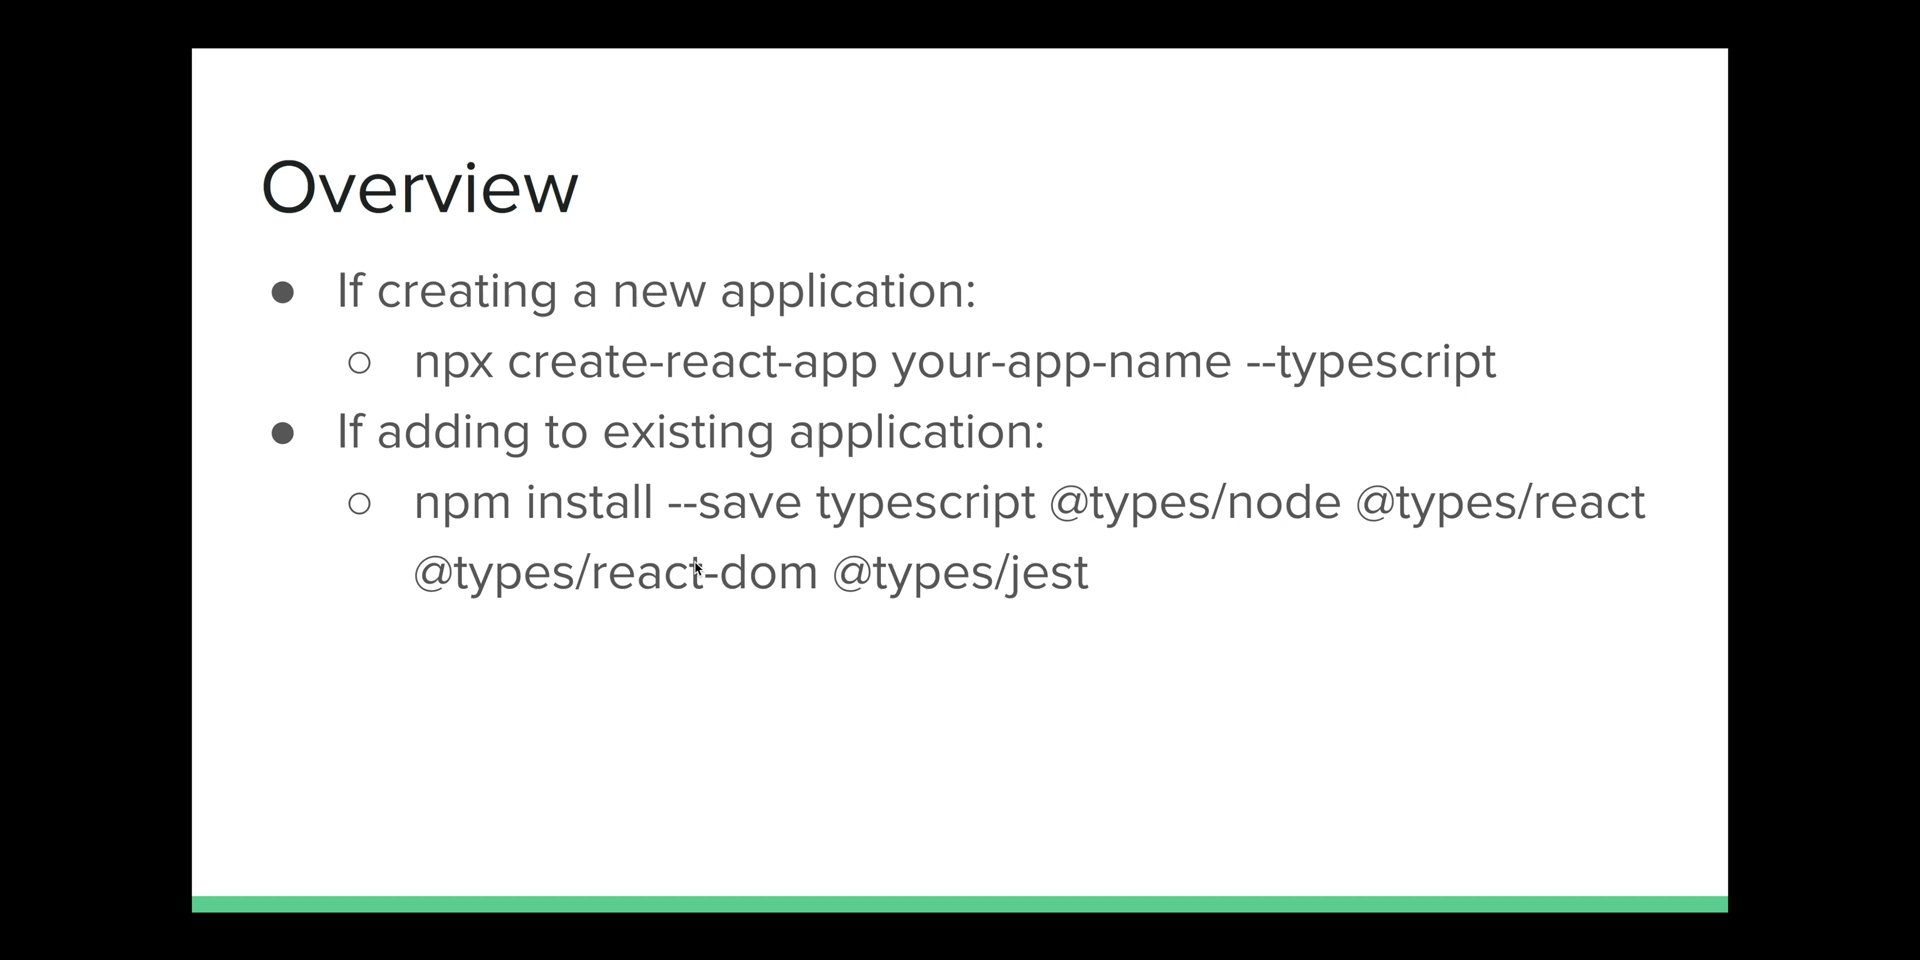 Overview
● If creating a new application:
○ npx create-react-app your-app-name --typescript
● If adding to existing application:
○ npm install --save typescript @types/node @types/react
@types/react-dom @types/jest